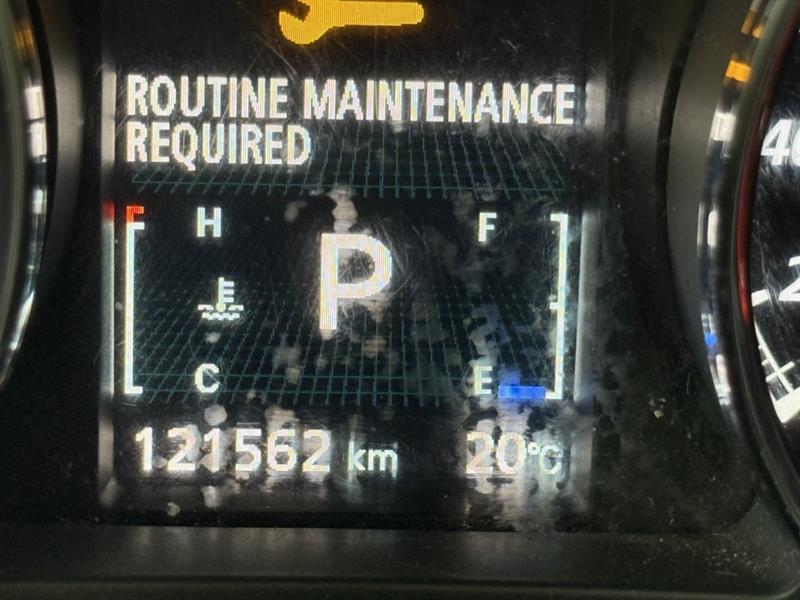 ROUTINE MAINTENANCE
REQUIRED
H
P
F
C
E
121562 km
20°C